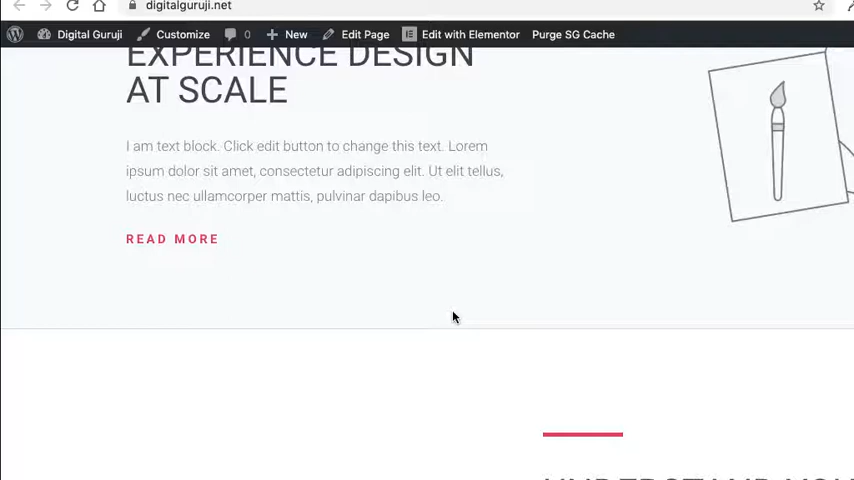 digitalguruji.net
Digital Guruji Customize 0 New Edit Page Edit with Elementor Purge SG Cache
EXPERIENCE DESIGN
AT SCALE
I am text block. Click edit button to change this text. Lorem
ipsum dolor sit amet, consectetur adipiscing elit. Ut elit tellus,
luctus nec ullamcorper mattis, pulvinar dapibus leo.
READ MORE